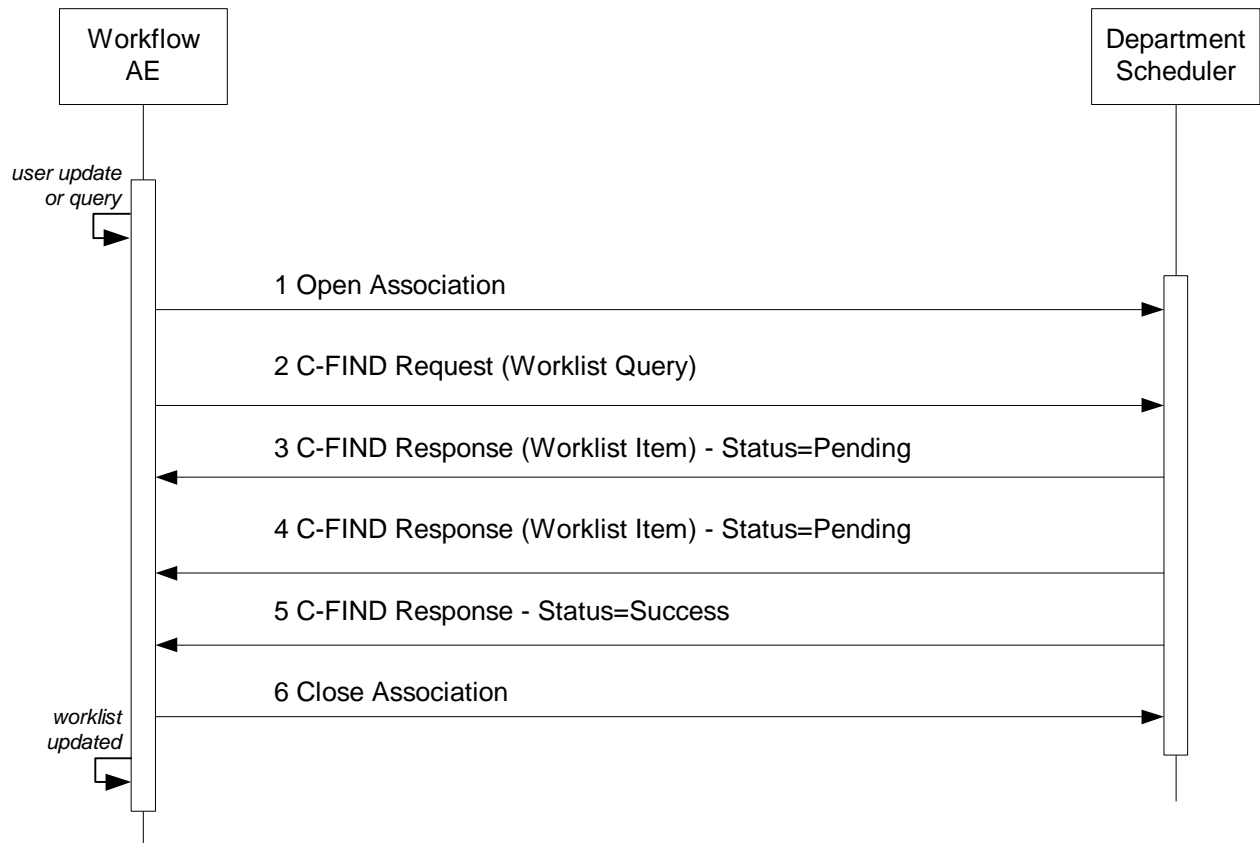 Workflow
AE
Department
Scheduler
user update
or query
1 Open Association
2 C-FIND Request (Worklist Query)
3 C-FIND Response (Worklist Item) - Status=Pending
4 C-FIND Response (Worklist Item) - Status=Pending
5 C-FIND Response - Status=Success
6 Close Association
worklist
updated